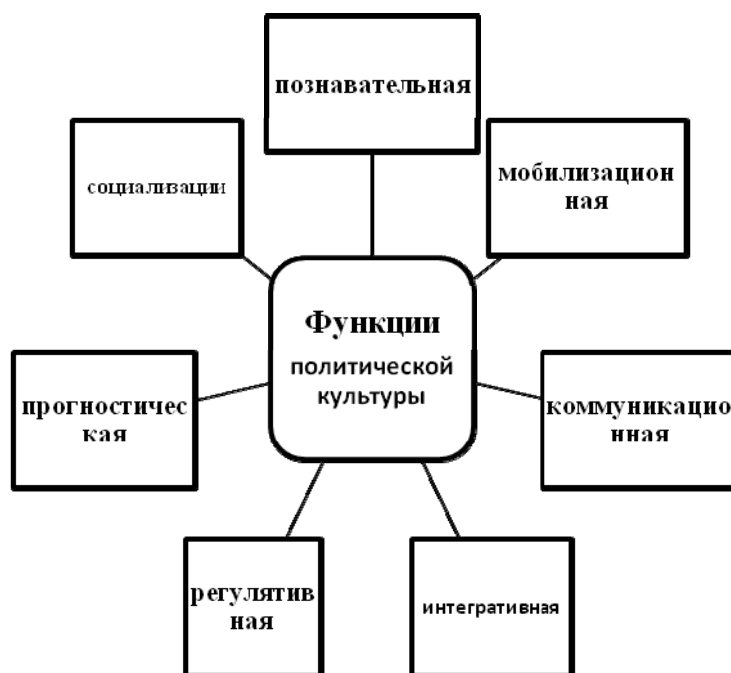 познавательная
социализации
мобилизацион
ная
Функции
политической
культуры
прогностичес
кая
коммуникацио
нная
регулятив
ная
интегративная